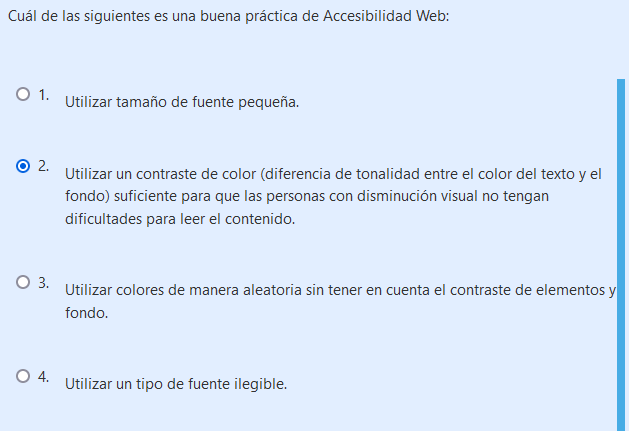 Cuál de las siguientes es una buena práctica de Accesibilidad Web:
1. Utilizar tamaño de fuente pequeña.
2. Utilizar un contraste de color (diferencia de tonalidad entre el color del texto y el
fondo) suficiente para que las personas con disminución visual no tengan
dificultades para leer el contenido.
3. Utilizar colores de manera aleatoria sin tener en cuenta el contraste de elementos y
fondo.
4. Utilizar un tipo de fuente ilegible.